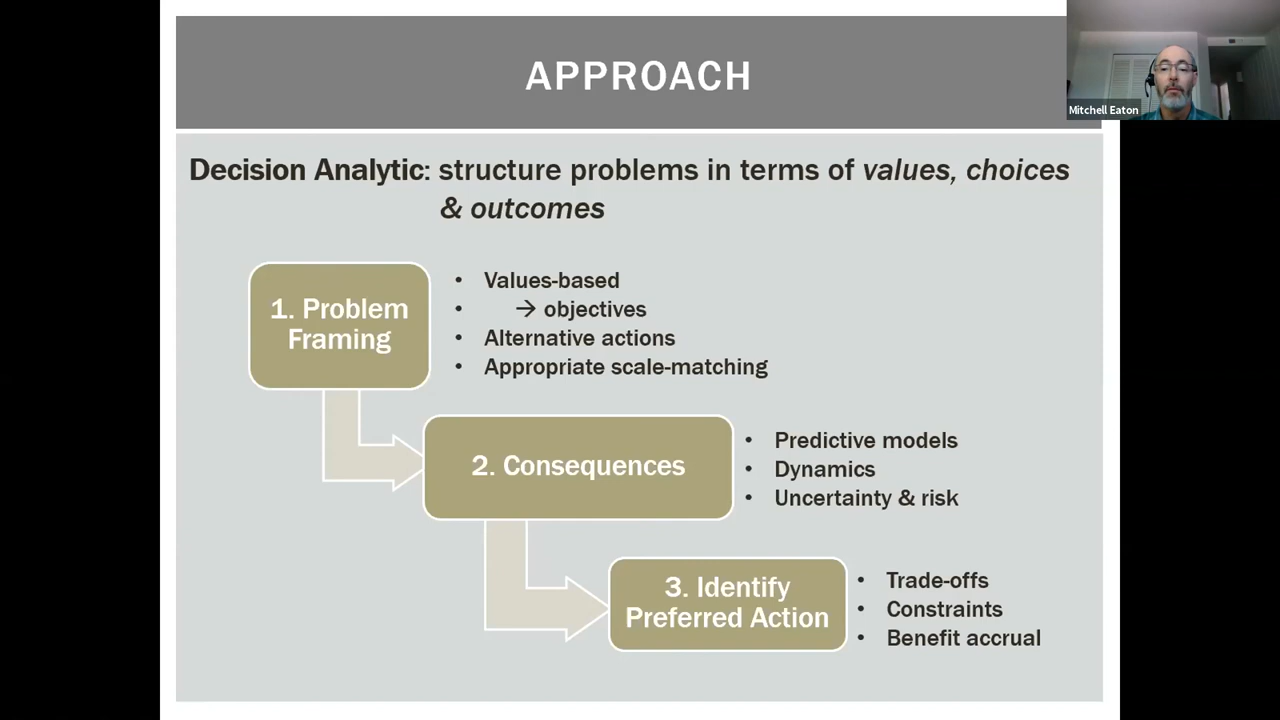 APPROACH
Mitchell Eaton
Decision Analytic: structure problems in terms of values, choices
& outcomes
1. Problem
Framing
• Values-based
• → objectives
• Alternative actions
• Appropriate scale-matching
2. Consequences
• Predictive models
• Dynamics
• Uncertainty & risk
3. Identify
Preferred Action
• Trade-offs
• Constraints
• Benefit accrual